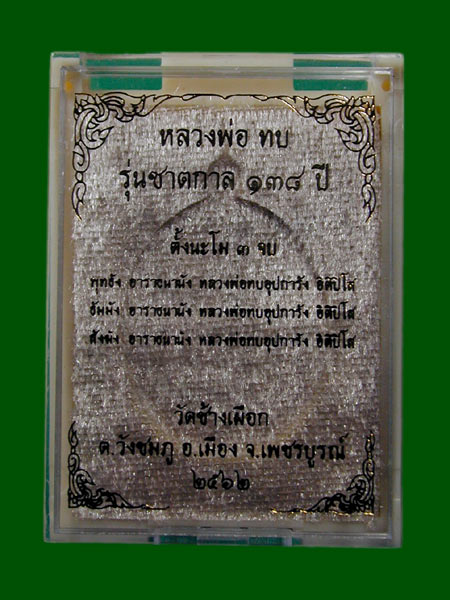 หลวงพ่อ ทบ
รุ่นชาตกาล ๑๓๘ ปี
ตั้งนะโม ๓ จบ
พุทธัง อาราธนานัง หลวงพ่อทบอุปการัง อิติปิโส
ธัมมัง อาราธนานัง หลวงพ่อทบอุปการัง อิติปิโส
สังฆัง อาราธนานัง หลวงพ่อทบอุปการัง อิติปิโส
วัดช้างเผือก
ต.วังชมภู อ.เมือง จ.เพชรบูรณ์
๒๕๖๒